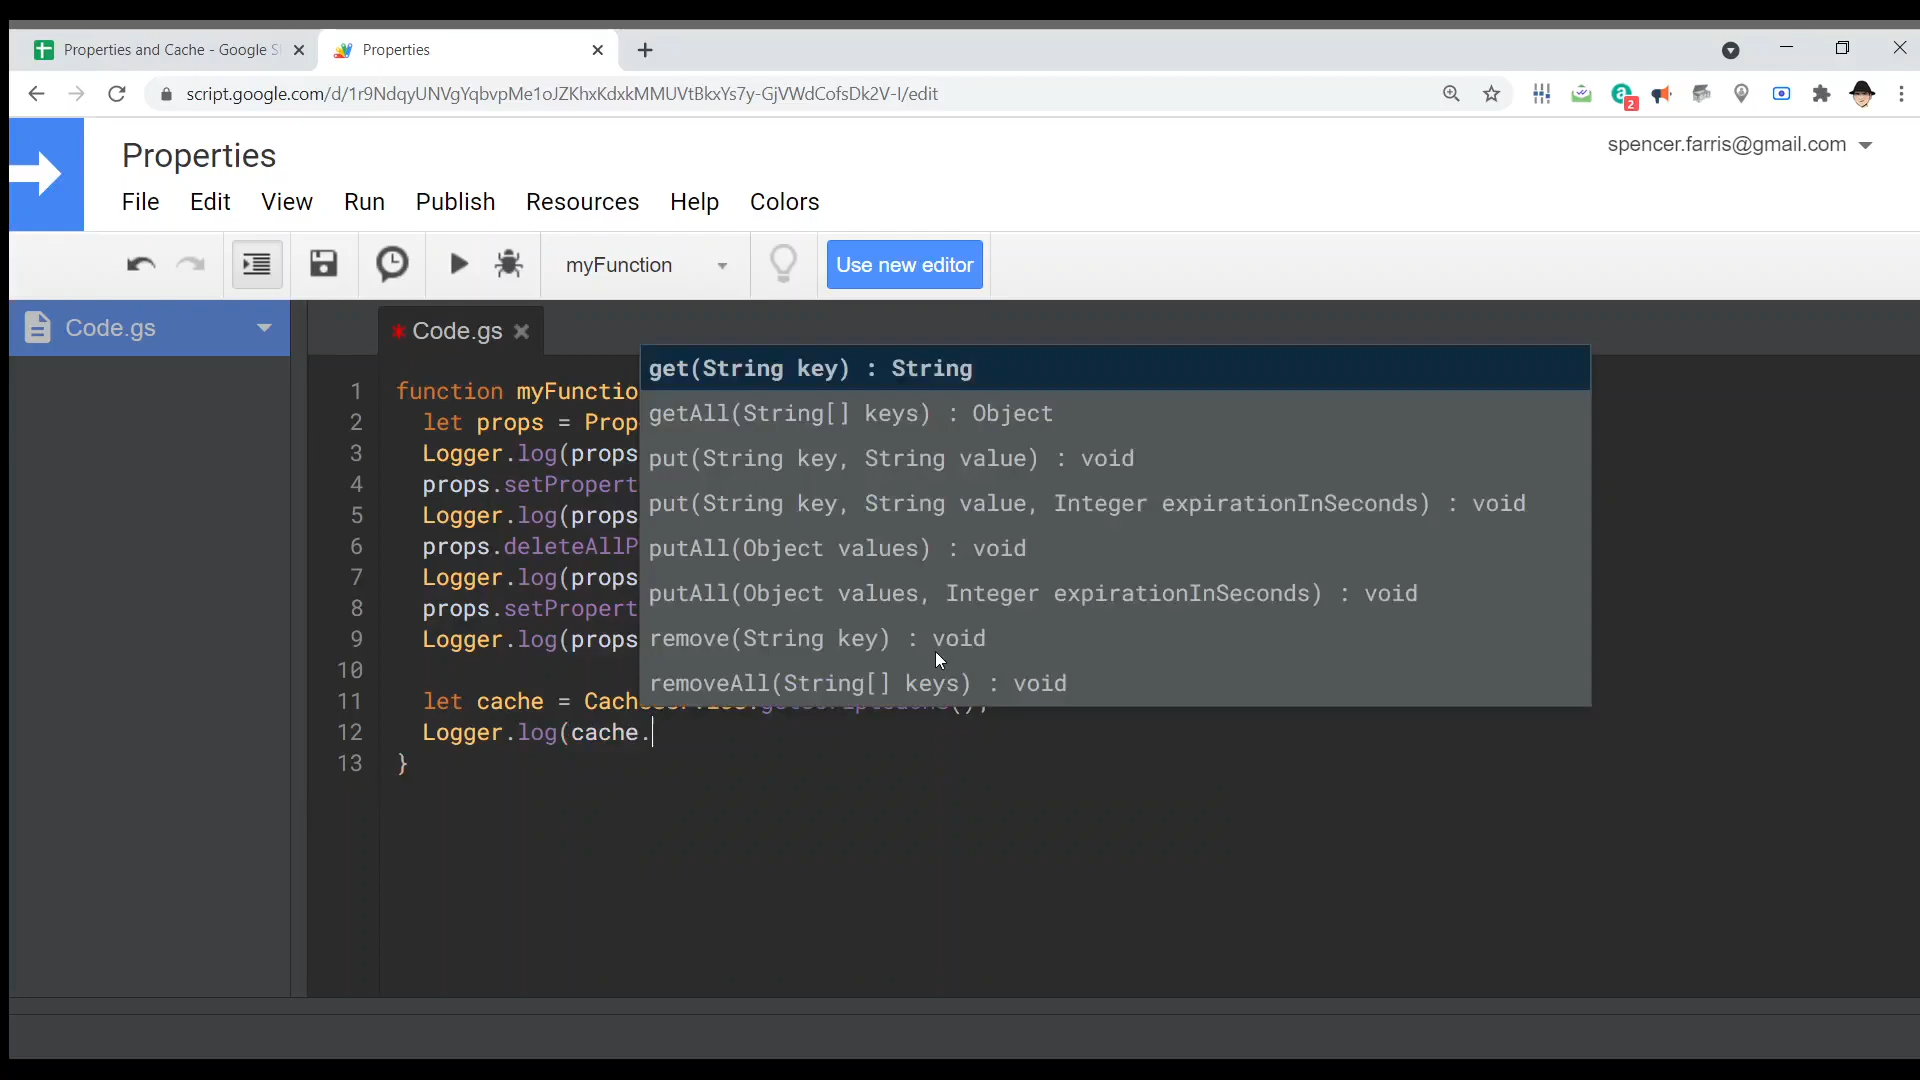 Properties and Cache - Google S
Properties
script.google.com/d/1r9NdqyUNVgYqbvpMe1oJZKhxKdxkMMUVtBkxYs7y-GjVWdCofsDk2V-I/edit
2
Properties
spencer.farris@gmail.com
File Edit View Run Publish Resources Help Colors
myFunction
Use new editor
Code.gs
* Code.gs
1 function myFunctio
2 let props = Prop
3 Logger.log(props
4 props.setPropert
5 Logger.log(props
6 props.deleteAllP
7 Logger.log(props
8 props.setPropert
9 Logger.log(props
10
11 let cache = CacheService.getScriptCache();
12 Logger.log(cache.
13 }
get(String key) : String
getAll(String[] keys) : Object
put(String key, String value) : void
put(String key, String value, Integer expirationInSeconds) : void
putAll(Object values) : void
putAll(Object values, Integer expirationInSeconds) : void
remove(String key) : void
removeAll(String[] keys) : void